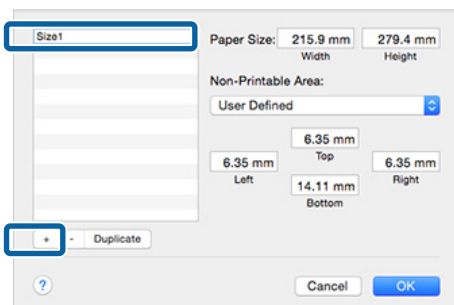 Size1
Paper Size: 215.9 mm 279.4 mm
Width Height
Non-Printable Area:
User Defined
6.35 mm
Top
6.35 mm 6.35 mm
Left Right
14.11 mm
Bottom
+ - Duplicate
? Cancel OK